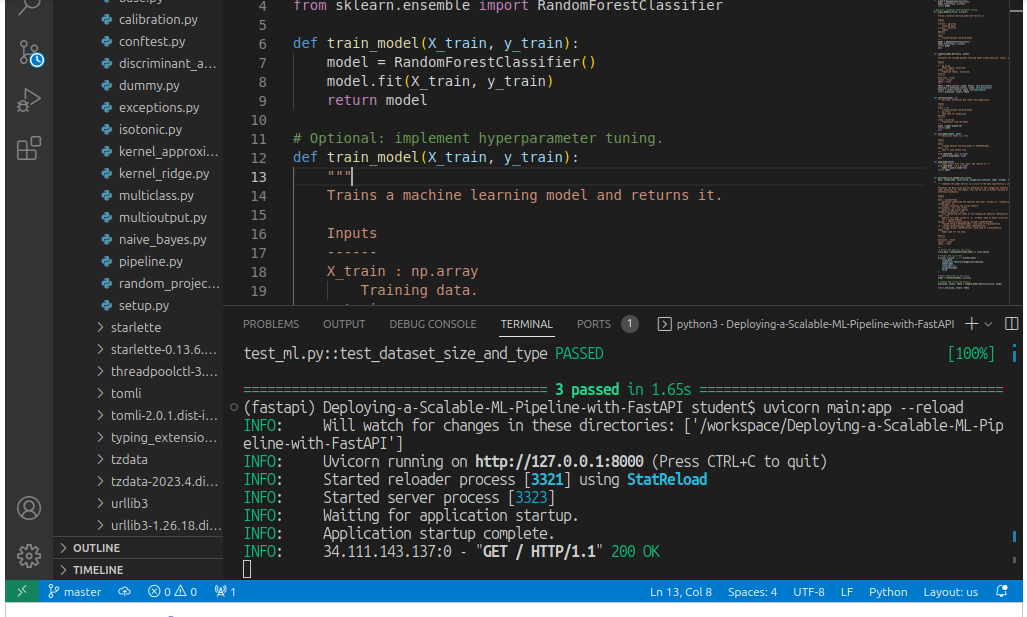 base.py
calibration.py
conftest.py
discriminant_a...
dummy.py
exceptions.py
isotonic.py
kernel_approxi...
kernel_ridge.py
multiclass.py
multioutput.py
naive_bayes.py
pipeline.py
random_projec...
setup.py
starlette
starlette-0.13.6....
threadpoolctl-3....
tomli
tomli-2.0.1.dist-i...
typing_extensio...
tzdata
tzdata-2023.4.di...
urllib3
urllib3-1.26.18.di...
OUTLINE
TIMELINE
4 from sklearn.ensemble import RandomForestClassifier
5
6 def train_model(X_train, y_train):
7 model = RandomForestClassifier()
8 model.fit(X_train, y_train)
9 return model
10
11 # Optional: implement hyperparameter tuning.
12 def train_model(X_train, y_train):
13 """
14 Trains a machine learning model and returns it.
15
16 Inputs
17 ------
18 X_train : np.array
19 Training data.
PROBLEMS OUTPUT DEBUG CONSOLE TERMINAL PORTS 1 python3 - Deploying-a-Scalable-ML-Pipeline-with-FastAPI
test_ml.py::test_dataset_size_and_type PASSED [100%]
====================================== 3 passed in 1.65s ======================================
(fastapi) Deploying-a-Scalable-ML-Pipeline-with-FastAPI student$ uvicorn main:app --reload
INFO: Will watch for changes in these directories: ['/workspace/Deploying-a-Scalable-ML-Pip
eline-with-FastAPI']
INFO: Uvicorn running on http://127.0.0.1:8000 (Press CTRL+C to quit)
INFO: Started reloader process [3321] using StatReload
INFO: Started server process [3323]
INFO: Waiting for application startup.
INFO: Application startup complete.
INFO: 34.111.143.137:0 - "GET / HTTP/1.1" 200 OK
master 0 0 1 Ln 13, Col 8 Spaces: 4 UTF-8 LF Python Layout: us